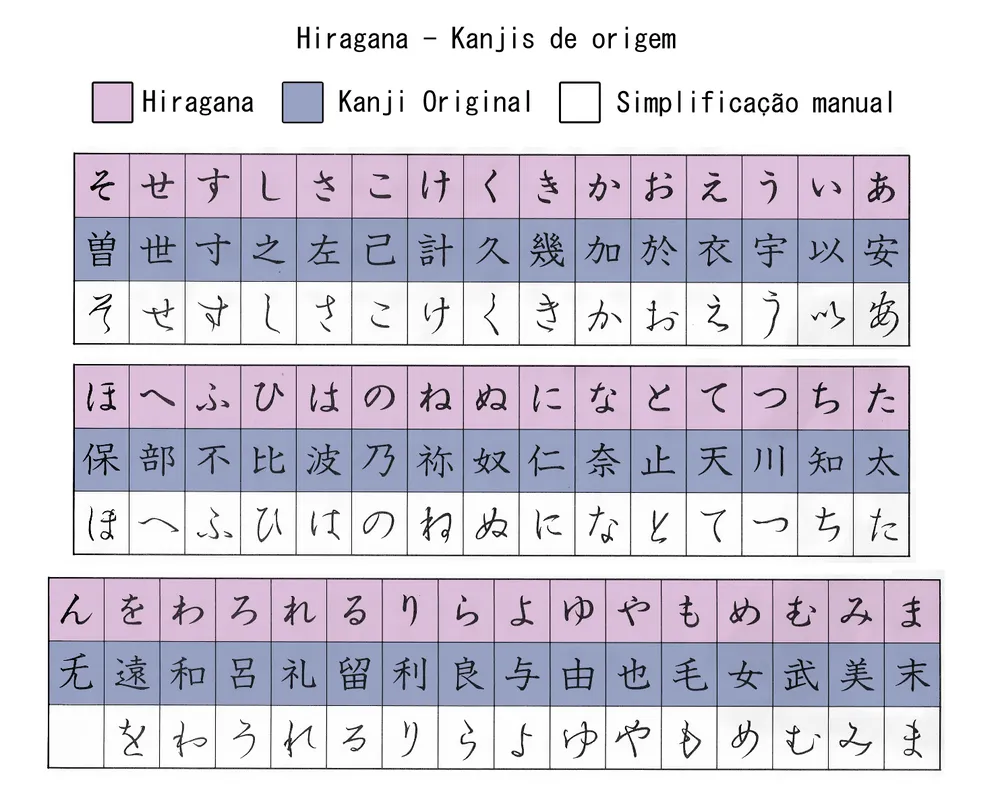 Hiragana - Kanjis de origem
Hiragana Kanji Original Simplificação manual
そ せ す し さ こ け く き か お え う い あ
曽 世 寸 之 左 己 計 久 幾 加 於 衣 宇 以 安
そ せ す し さ こ け く き か お え う い あ
ほ へ ふ ひ は の ね ぬ に な と て つ ち た
保 部 不 比 波 乃 祢 奴 仁 奈 止 天 川 知 太
ほ へ ふ ひ は の ね ぬ に な と て つ ち た
ん を わ ろ れ る り ら よ ゆ や も め む み ま
无 遠 和 呂 礼 留 利 良 与 由 也 毛 女 武 美 末
を わ ろ れ る り ら よ ゆ や も め む み ま